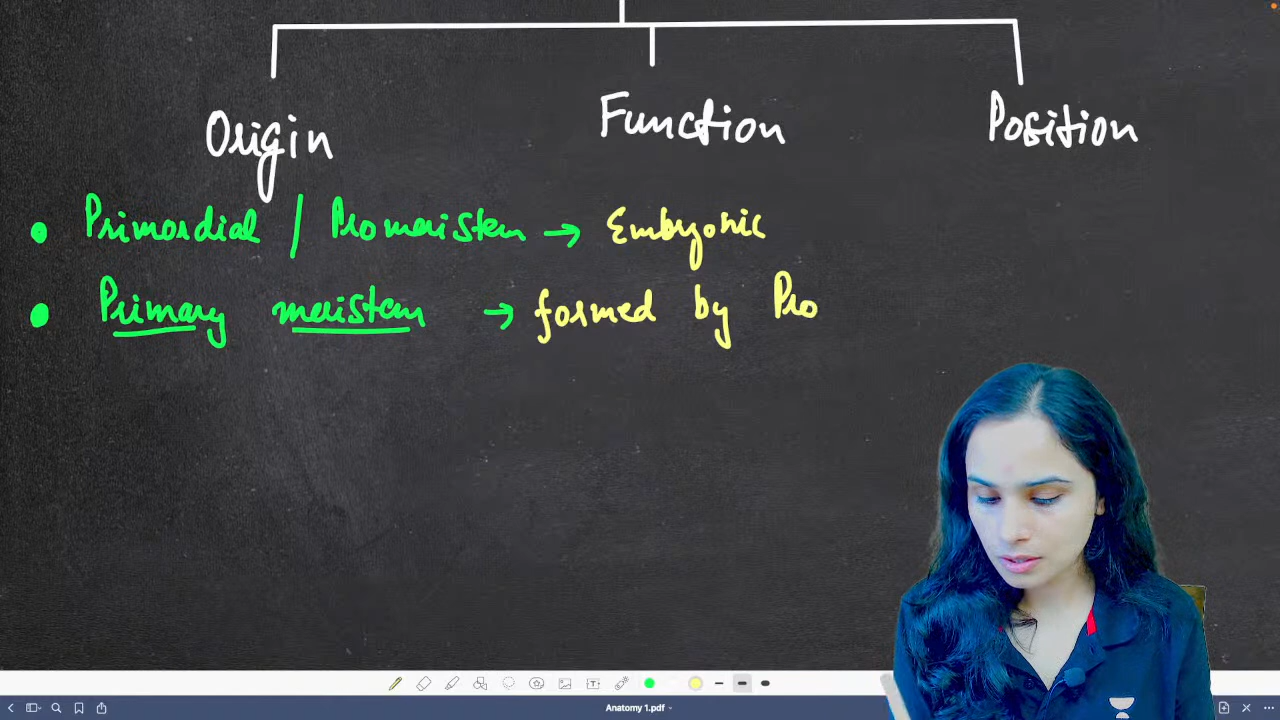 Origin Function Position
• Primordial / Promeristem → Embryonic
• Primary meristem → formed by Pro
Anatomy 1.pdf